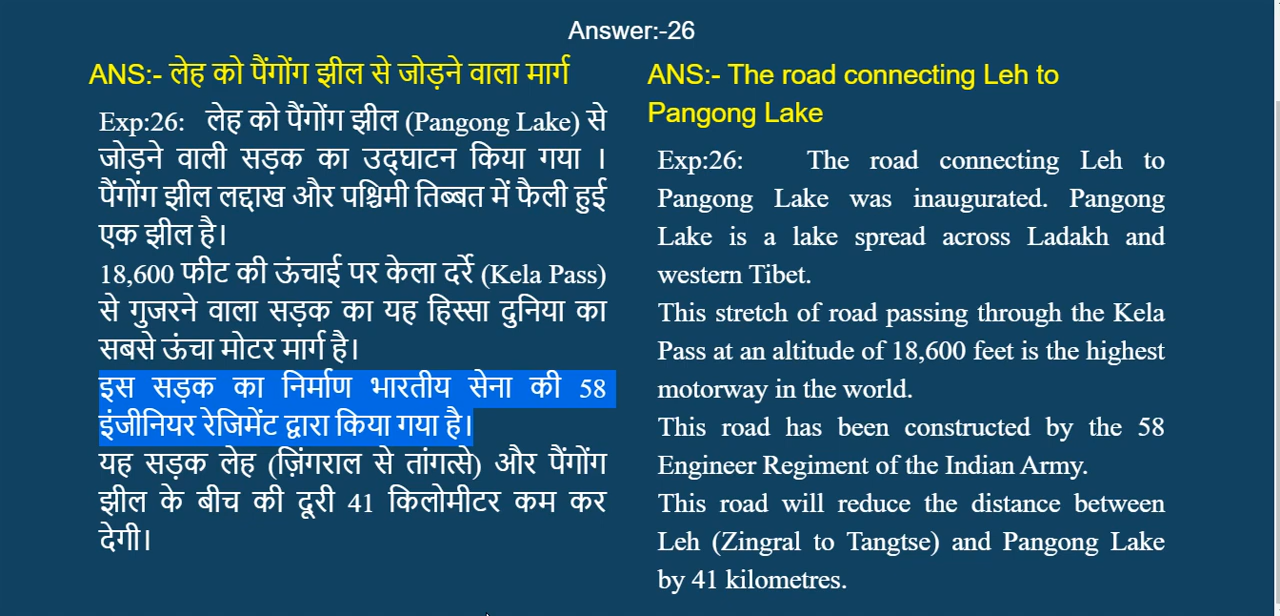 Answer:-26
ANS:- लेह को पैंगोंग झील से जोड़ने वाला मार्ग
Exp:26: लेह को पैंगोंग झील (Pangong Lake) से
जोड़ने वाली सड़क का उद्घाटन किया गया ।
पैंगोंग झील लद्दाख और पश्चिमी तिब्बत में फैली हुई
एक झील है।
18,600 फीट की ऊंचाई पर केला दर्रे (Kela Pass)
से गुजरने वाला सड़क का यह हिस्सा दुनिया का
सबसे ऊंचा मोटर मार्ग है।
इस सड़क का निर्माण भारतीय सेना की 58
इंजीनियर रेजिमेंट द्वारा किया गया है।
यह सड़क लेह (ज़िंगराल से तांगत्से) और पैंगोंग
झील के बीच की दूरी 41 किलोमीटर कम कर
देगी।
ANS:- The road connecting Leh to
Pangong Lake
Exp:26: The road connecting Leh to
Pangong Lake was inaugurated. Pangong
Lake is a lake spread across Ladakh and
western Tibet.
This stretch of road passing through the Kela
Pass at an altitude of 18,600 feet is the highest
motorway in the world.
This road has been constructed by the 58
Engineer Regiment of the Indian Army.
This road will reduce the distance between
Leh (Zingral to Tangtse) and Pangong Lake
by 41 kilometres.